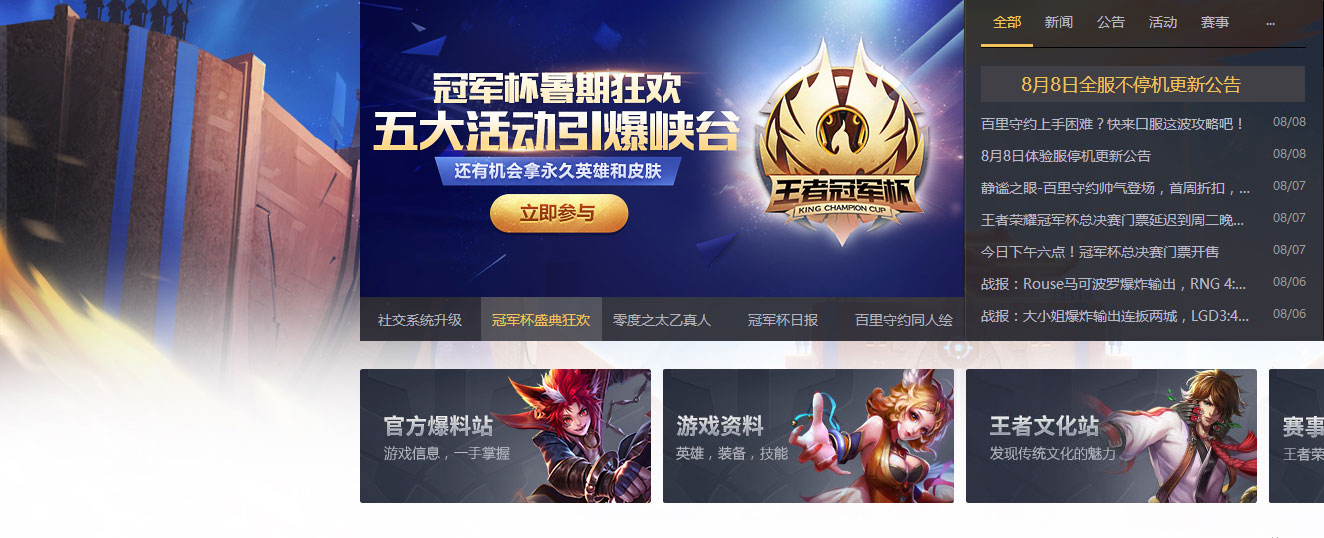 冠军杯暑期狂欢
五大活动引爆峡谷
还有机会拿永久英雄和皮肤
立即参与
王者冠军杯
KING CHAMPION CUP
社交系统升级
冠军杯盛典狂欢
零度之太乙真人
冠军杯日报
百里守约同人绘
全部 新闻 公告 活动 赛事 ...
8月8日全服不停机更新公告
百里守约上手困难？快来口服这波攻略吧！ 08/08
8月8日体验服停机更新公告 08/08
静谧之眼-百里守约帅气登场，首周折扣，... 08/07
王者荣耀冠军杯总决赛门票延迟到周二晚... 08/07
今日下午六点！冠军杯总决赛门票开售 08/07
战报：Rouse马可波罗爆炸输出，RNG 4:... 08/06
战报：大小姐爆炸输出连扳两城，LGD3:4... 08/06
官方爆料站
游戏信息，一手掌握
游戏资料
英雄，装备，技能
王者文化站
发现传统文化的魅力
赛事
王者荣